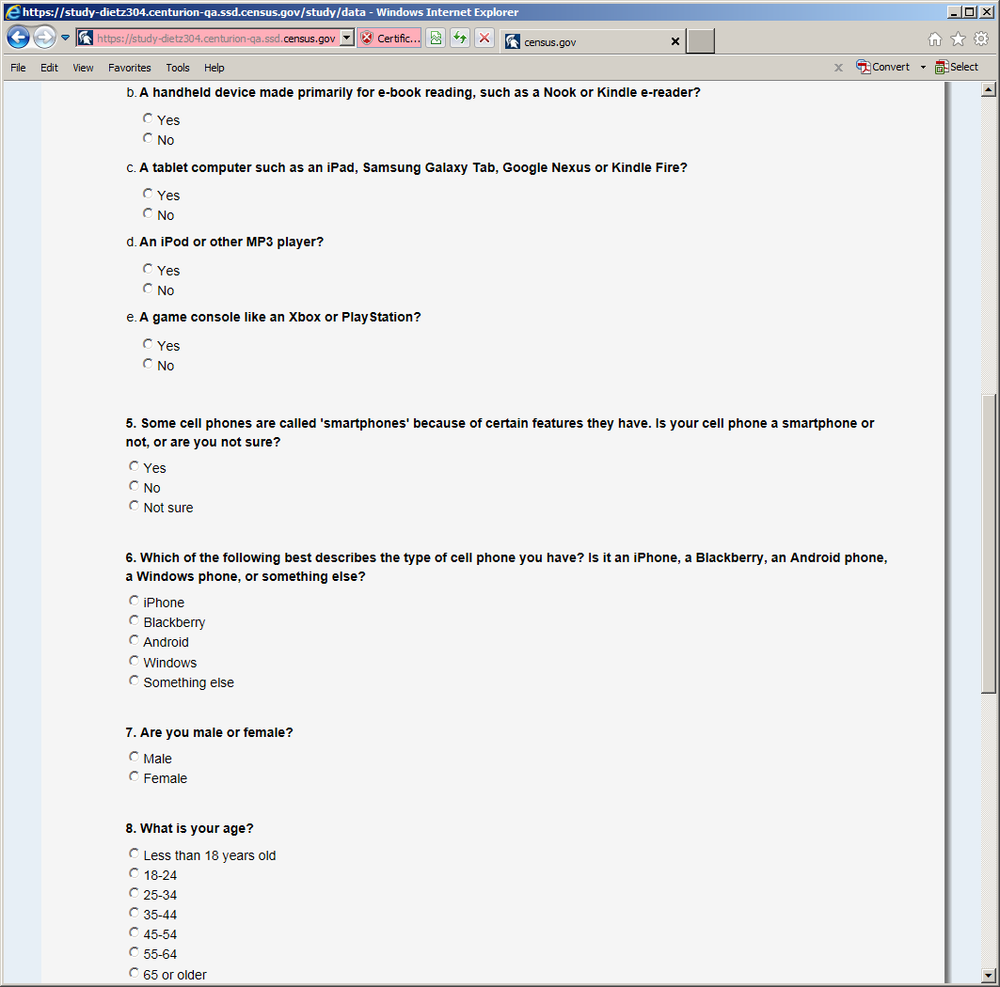 https://study-dietz304.centurion-qa.ssd.census.gov/study/data - Windows Internet Explorer
https://study-dietz304.centurion-qa.ssd.census.gov
Certific...
census.gov
File Edit View Favorites Tools Help
x Convert Select
b. A handheld device made primarily for e-book reading, such as a Nook or Kindle e-reader?
Yes
No
c. A tablet computer such as an iPad, Samsung Galaxy Tab, Google Nexus or Kindle Fire?
Yes
No
d. An iPod or other MP3 player?
Yes
No
e. A game console like an Xbox or PlayStation?
Yes
No
5. Some cell phones are called 'smartphones' because of certain features they have. Is your cell phone a smartphone or
not, or are you not sure?
Yes
No
Not sure
6. Which of the following best describes the type of cell phone you have? Is it an iPhone, a Blackberry, an Android phone,
a Windows phone, or something else?
iPhone
Blackberry
Android
Windows
Something else
7. Are you male or female?
Male
Female
8. What is your age?
Less than 18 years old
18-24
25-34
35-44
45-54
55-64
65 or older